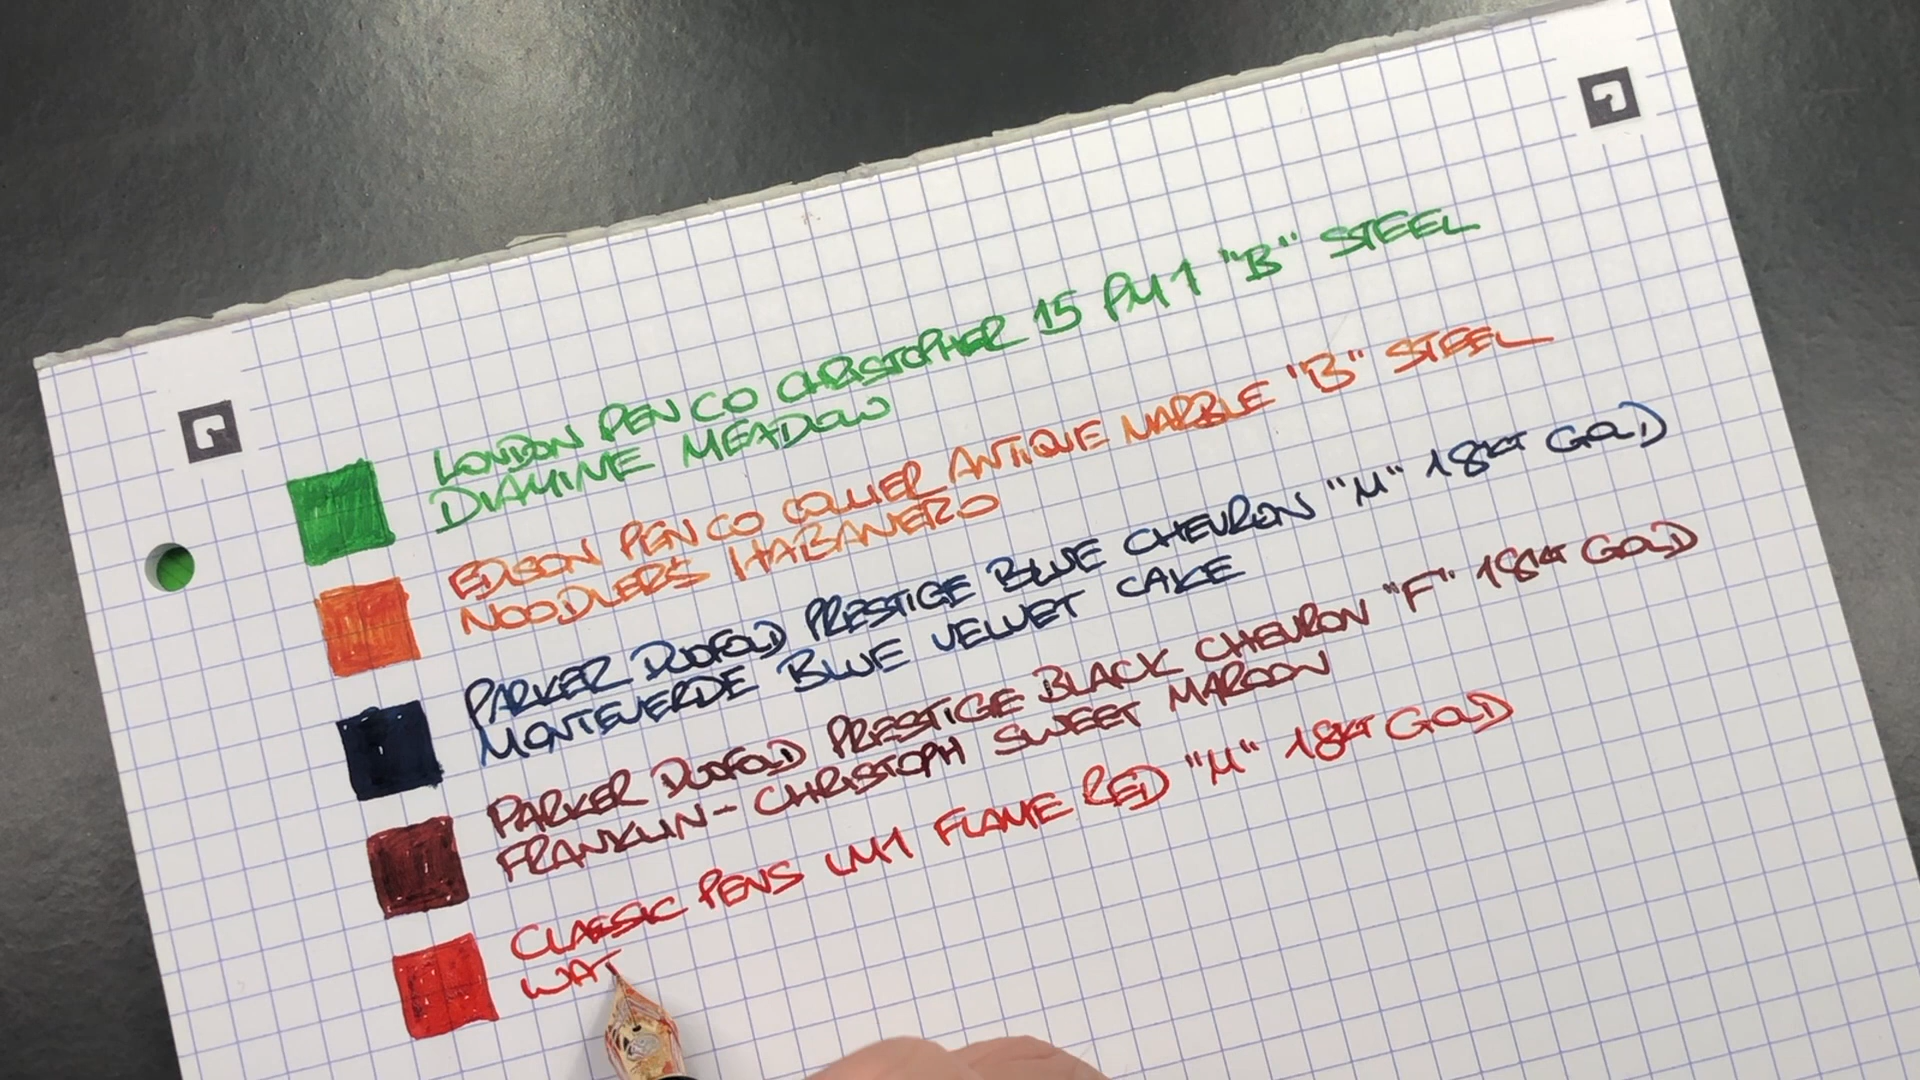 LONDON PEN CO CHRISTOPHER 15 PM1 "B" STEEL
DIAMINE MEADOW
EDISON PEN CO COLLIER ANTIQUE MARBLE "B" STEEL
NOODLERS HABANERO
PARKER DUOFOLD PRESTIGE BLUE CHEVRON "M" 18KT GOLD
MONTEVERDE BLUE VELVET CAKE
PARKER DUOFOLD PRESTIGE BLACK CHEVRON "F" 18KT GOLD
FRANKLIN-CHRISTOPH SWEET MAROON
CLASSIC PENS LM1 FLAME RED "M" 18KT GOLD
WAT